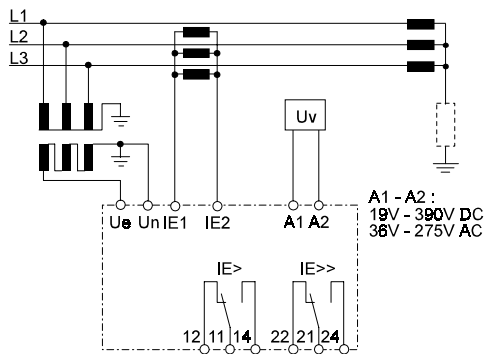 L1
L2
L3
Uv
Ue Un IE1 IE2 A1 A2
A1 - A2 :
19V - 390V DC
36V - 275V AC
IE> IE>>
12 11 14 22 21 24